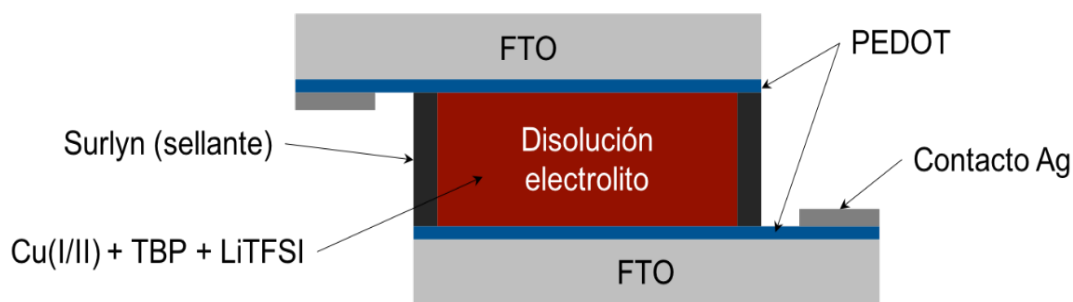 FTO
PEDOT
Surlyn (sellante)
Disolución
electrolito
Contacto Ag
Cu(I/II) + TBP + LiTFSI
FTO